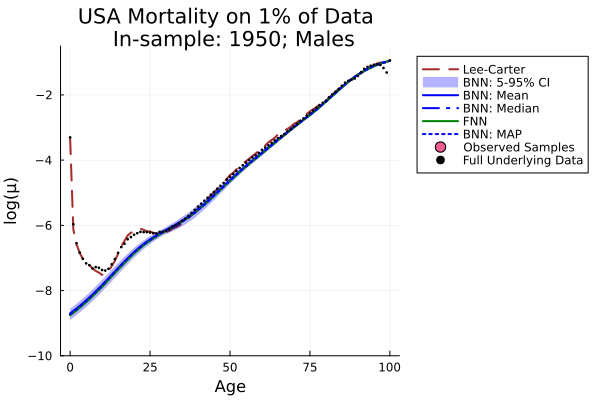 USA Mortality on 1% of Data
In-sample: 1950; Males
log(μ)
−2
−4
−6
−8
−10
0
25
50
75
100
Age
Lee-Carter
BNN: 5-95% CI
BNN: Mean
BNN: Median
FNN
BNN: MAP
Observed Samples
Full Underlying Data